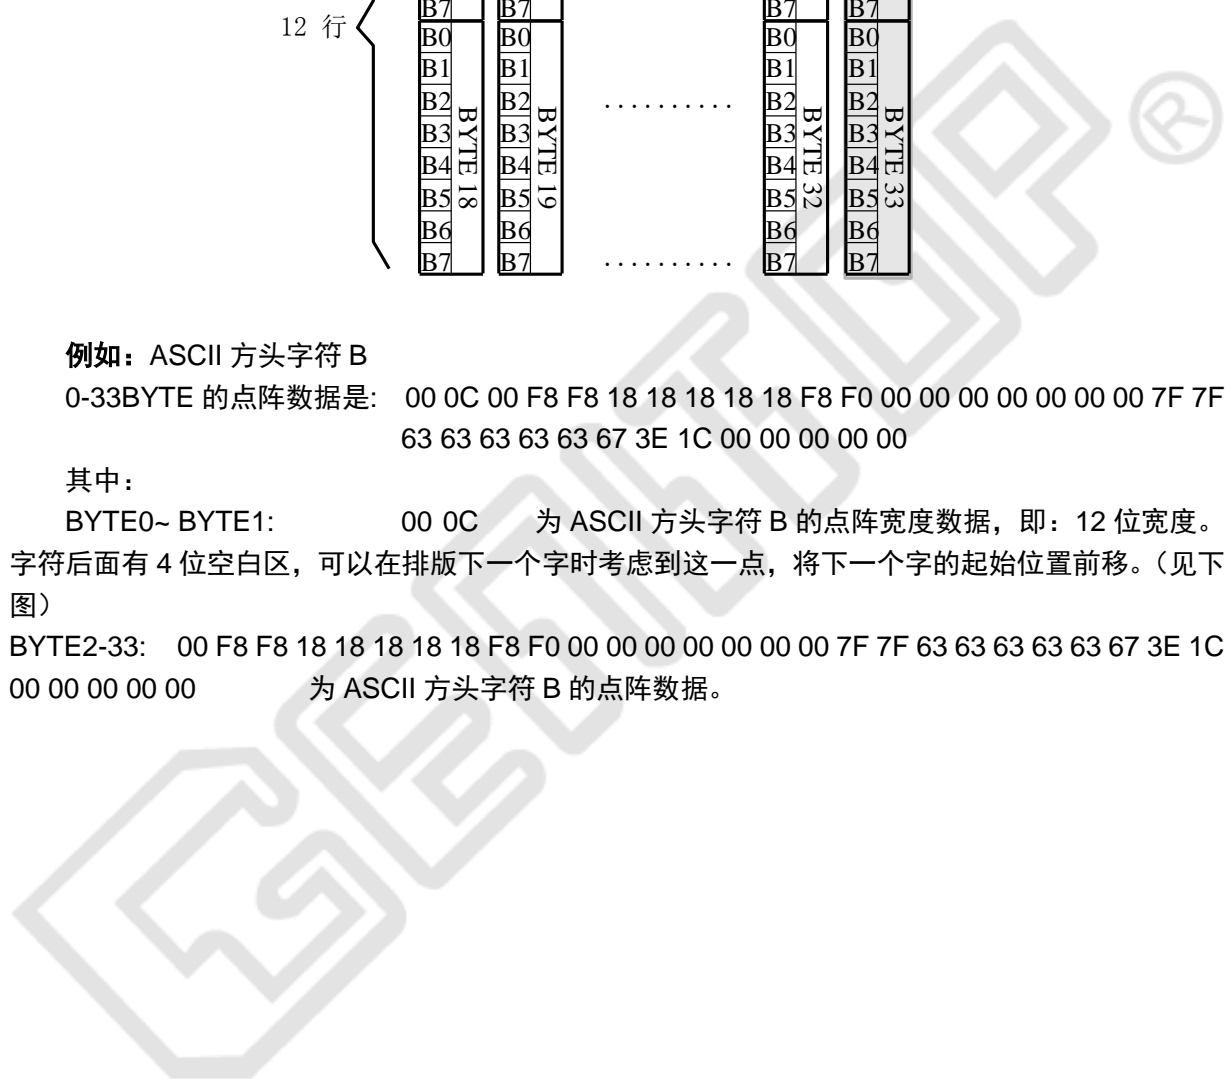 B7 B7 B7 B7
12 行
B0 B0 B0 B0
B1 B1 B1 B1
B2 B2 .......... B2 B2
B3 B3 B3 B3
B4 B4 B4 B4
B5 B5 B5 B5
B6 B6 B6 B6
B7 B7 .......... B7 B7
BYTE 18
BYTE 19
BYTE 32
BYTE 33
例如：ASCII 方头字符 B
0-33BYTE 的点阵数据是: 00 0C 00 F8 F8 18 18 18 18 18 F8 F0 00 00 00 00 00 00 00 7F 7F
63 63 63 63 63 67 3E 1C 00 00 00 00 00
其中：
BYTE0~ BYTE1: 00 0C 为 ASCII 方头字符 B 的点阵宽度数据，即：12 位宽度。
字符后面有 4 位空白区，可以在排版下一个字时考虑到这一点，将下一个字的起始位置前移。（见下
图）
BYTE2-33: 00 F8 F8 18 18 18 18 18 F8 F0 00 00 00 00 00 00 00 7F 7F 63 63 63 63 63 67 3E 1C
00 00 00 00 00 为 ASCII 方头字符 B 的点阵数据。
GENITOP®